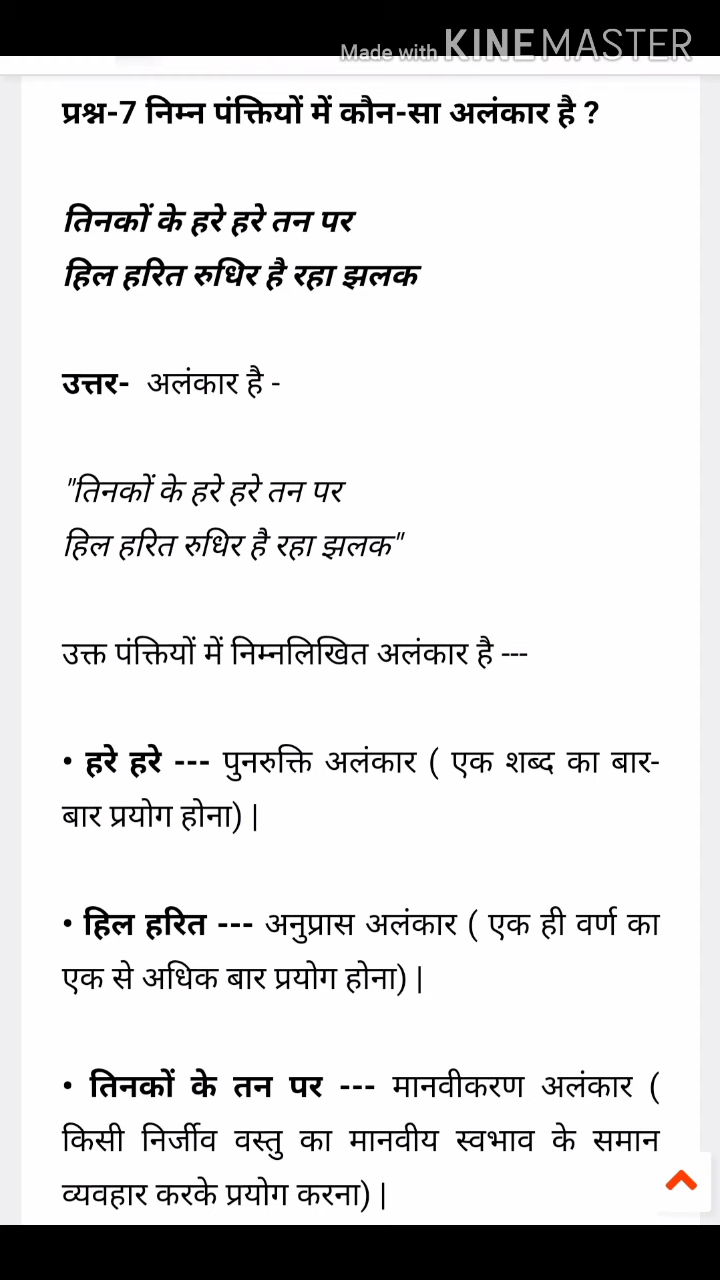 Made with KINEMASTER
प्रश्न-7 निम्न पंक्तियों में कौन-सा अलंकार है ?
तिनकों के हरे हरे तन पर
हिल हरित रुधिर है रहा झलक
उत्तर- अलंकार है -
"तिनकों के हरे हरे तन पर
हिल हरित रुधिर है रहा झलक"
उक्त पंक्तियों में निम्नलिखित अलंकार है ---
• हरे हरे --- पुनरुक्ति अलंकार ( एक शब्द का बार-
बार प्रयोग होना) |
• हिल हरित --- अनुप्रास अलंकार ( एक ही वर्ण का
एक से अधिक बार प्रयोग होना) |
• तिनकों के तन पर --- मानवीकरण अलंकार (
किसी निर्जीव वस्तु का मानवीय स्वभाव के समान
व्यवहार करके प्रयोग करना) |